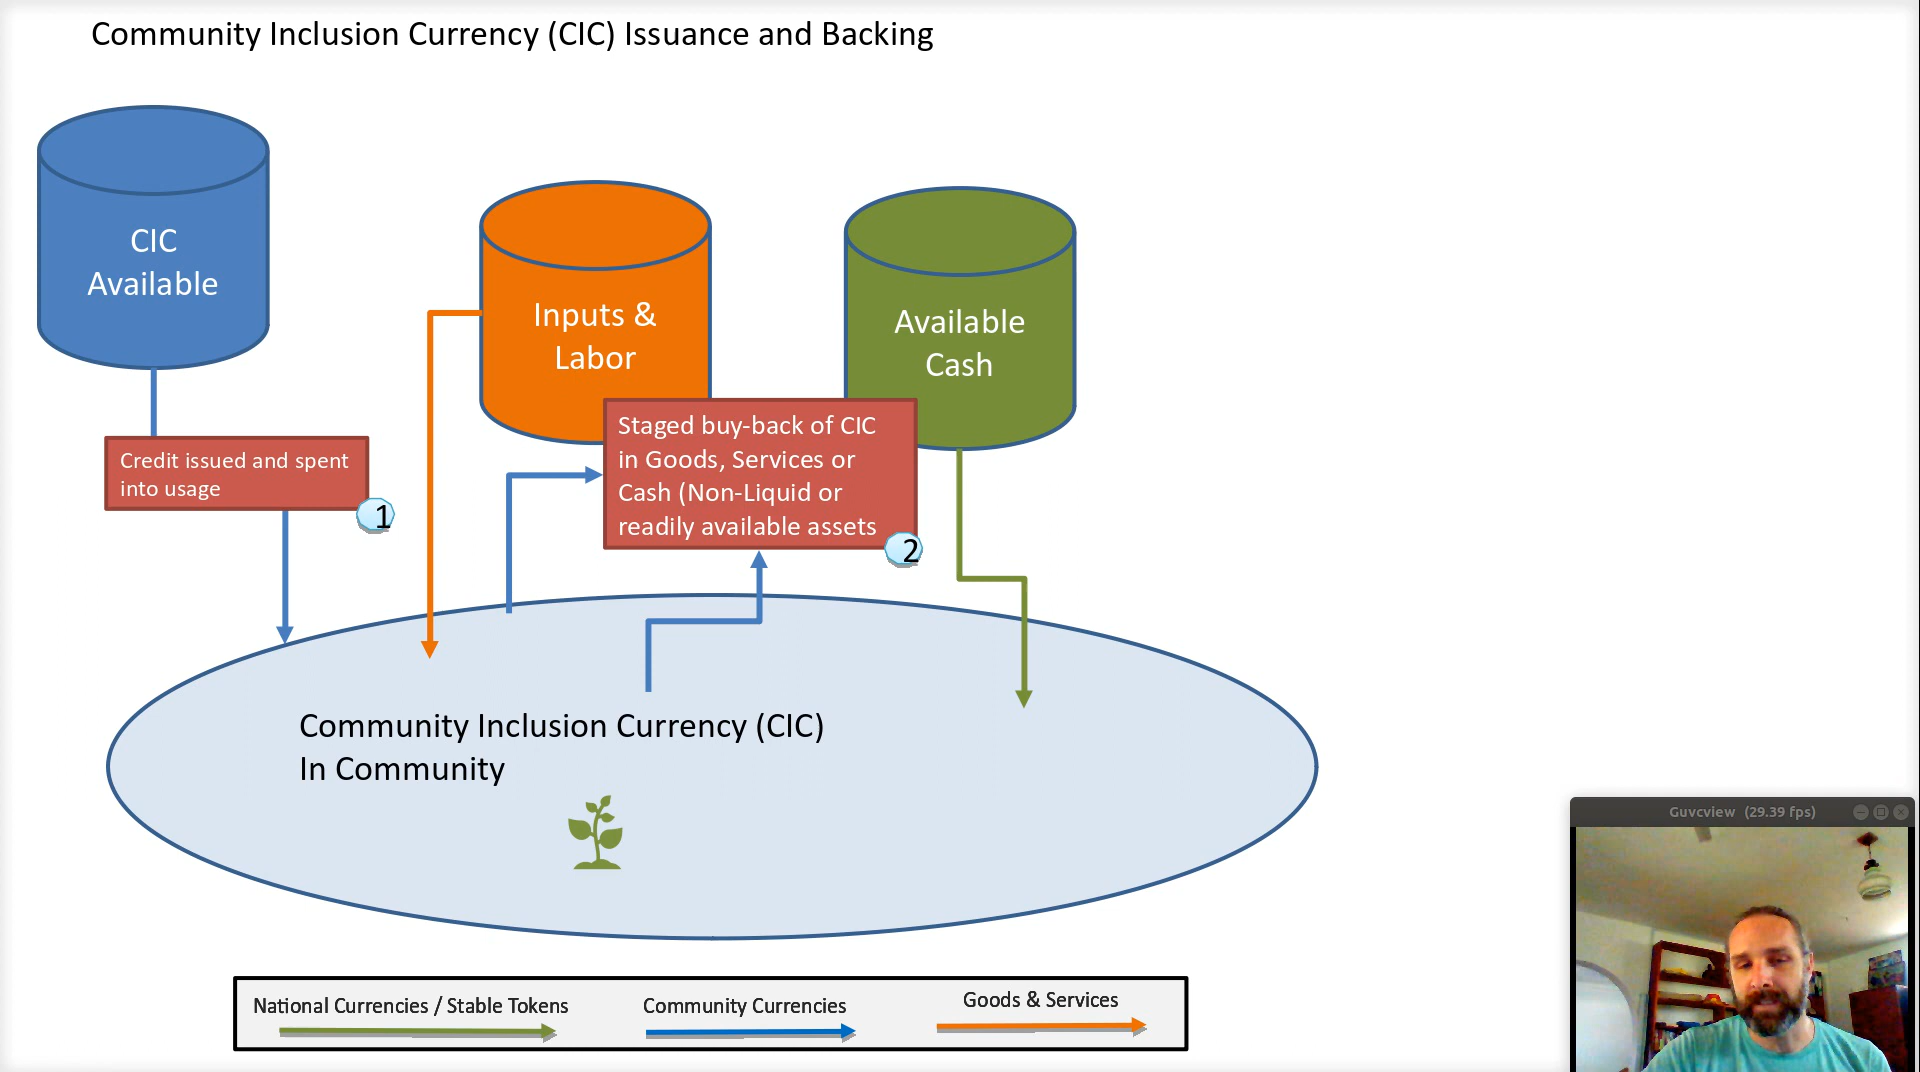 Community Inclusion Currency (CIC) Issuance and Backing
CIC
Available
Inputs &
Labor
Available
Cash
Credit issued and spent
into usage
1
Staged buy-back of CIC
in Goods, Services or
Cash (Non-Liquid or
readily available assets
2
Community Inclusion Currency (CIC)
In Community
National Currencies / Stable Tokens
Community Currencies
Goods & Services
Guvcview (29.39 fps)